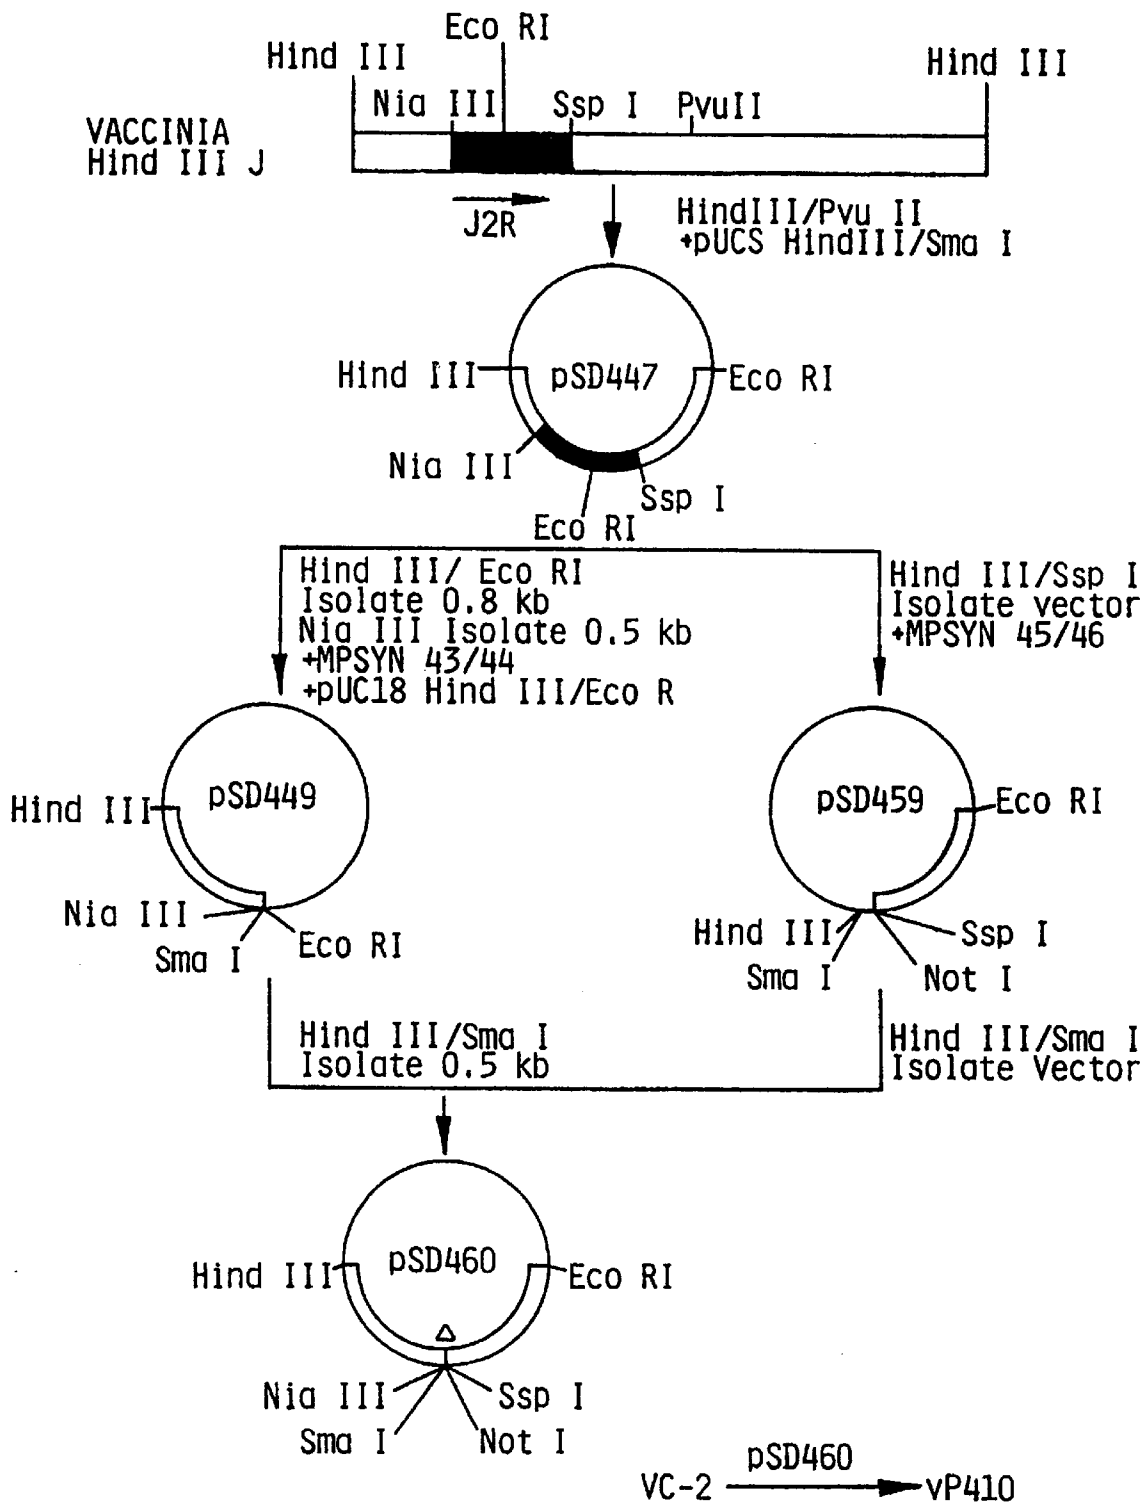 Eco RI
Hind III
Hind III
Nia III
Ssp I
PvuII
VACCINIA
Hind III J
J2R
HindIII/Pvu II
+pUCS HindIII/Sma I
Hind III
pSD447
Eco RI
Nia III
Ssp I
Eco RI
Hind III/ Eco RI
Isolate 0.8 kb
Nia III Isolate 0.5 kb
+MPSYN 43/44
+pUC18 Hind III/Eco R
Hind III/Ssp I
Isolate vector
+MPSYN 45/46
pSD449
Hind III
Nia III
Sma I
Eco RI
pSD459
Eco RI
Hind III
Sma I
Ssp I
Not I
Hind III/Sma I
Isolate 0.5 kb
Hind III/Sma I
Isolate Vector
pSD460
Hind III
Eco RI
Δ
Nia III
Ssp I
Sma I
Not I
pSD460
VC-2
vP410